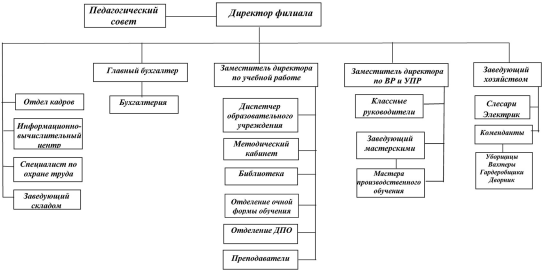 Педагогический
совет
Директор филиала
Главный бухгалтер
Заместитель директора
по учебной работе
Заместитель директора
по ВР и УПР
Заведующий
хозяйством
Отдел кадров
Информационно-
вычислительный
центр
Специалист по
охране труда
Заведующий
складом
Бухгалтерия
Диспетчер
образовательного
учреждения
Методический
кабинет
Библиотека
Отделение очной
формы обучения
Отделение ДПО
Преподаватели
Классные
руководители
Заведующий
мастерскими
Мастера
производственного
обучения
Слесари
Электрик
Коменданты
Уборщицы
Вахтеры
Гардеробщики
Дворник